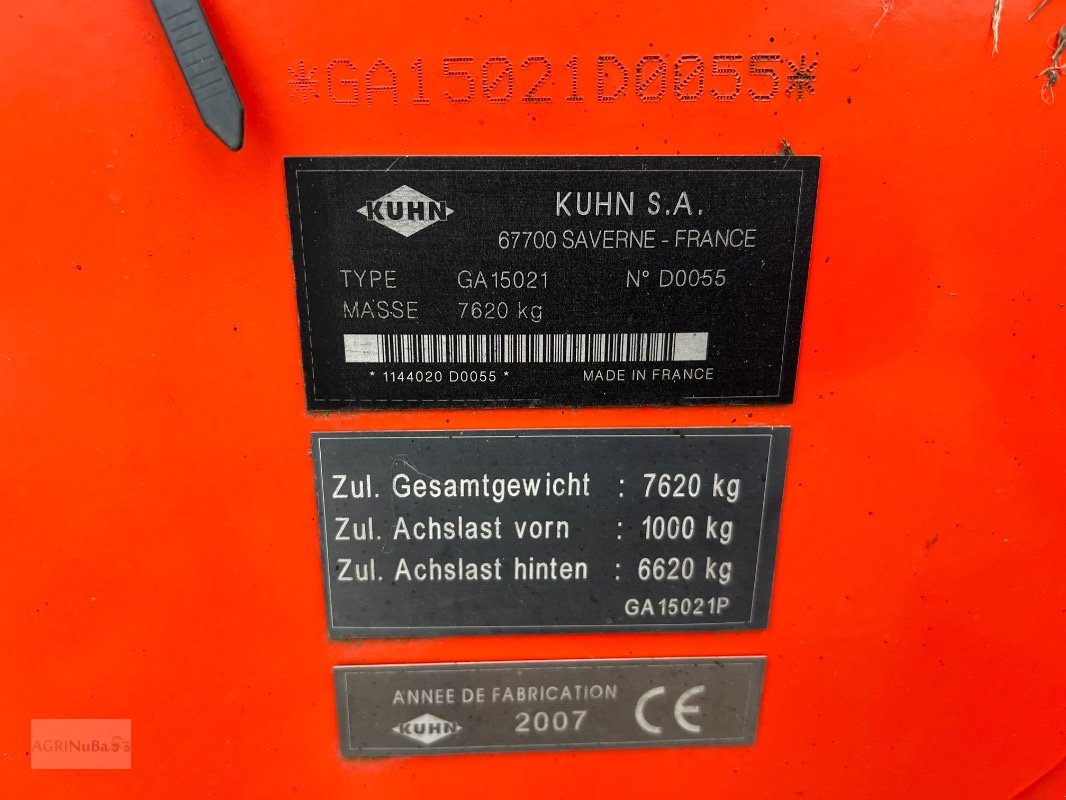 *GA15021D0055*
KUHN
KUHN S.A.
67700 SAVERNE - FRANCE
TYPE GA15021 N° D0055
MASSE 7620 kg
* 1144020 D0055 * MADE IN FRANCE
Zul. Gesamtgewicht : 7620 kg
Zul. Achslast vorn : 1000 kg
Zul. Achslast hinten : 6620 kg
GA15021P
ANNEE DE FABRICATION
KUHN 2007 CE
AGRINuBa